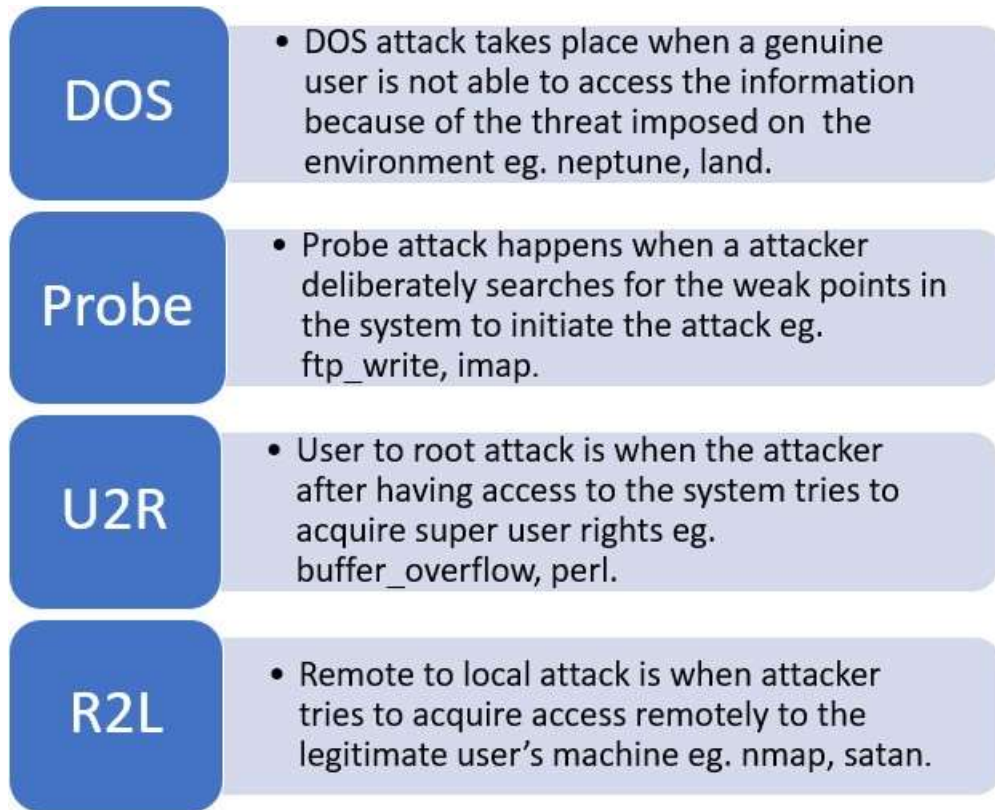 DOS
• DOS attack takes place when a genuine
user is not able to access the information
because of the threat imposed on the
environment eg. neptune, land.
Probe
• Probe attack happens when a attacker
deliberately searches for the weak points in
the system to initiate the attack eg.
ftp_write, imap.
U2R
• User to root attack is when the attacker
after having access to the system tries to
acquire super user rights eg.
buffer_overflow, perl.
R2L
• Remote to local attack is when attacker
tries to acquire access remotely to the
legitimate user's machine eg. nmap, satan.